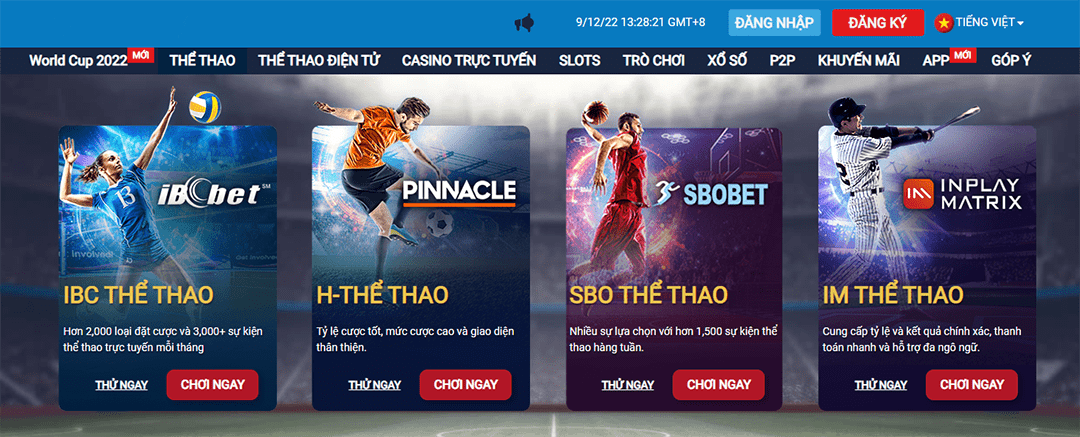 9/12/22 13:28:21 GMT+8 ĐĂNG NHẬP ĐĂNG KÝ TIẾNG VIỆT
World Cup 2022 MỚI THỂ THAO THỂ THAO ĐIỆN TỬ CASINO TRỰC TUYẾN SLOTS TRÒ CHƠI XỔ SỐ P2P KHUYẾN MÃI APP MỚI GÓP Ý
13
iBCbet SM
IBC THỂ THAO
Hơn 2,000 loại đặt cược và 3,000+ sự kiện
thể thao trực tuyến mỗi tháng
THỬ NGAY CHƠI NGAY
PINNACLE
H-THỂ THAO
Tỷ lệ cược tốt, mức cược cao và giao diện
thân thiện.
THỬ NGAY CHƠI NGAY
SBOBET
SBO THỂ THAO
Nhiều sự lựa chọn với hơn 1,500 sự kiện thể
thao hàng tuần.
THỬ NGAY CHƠI NGAY
2
IM INPLAY
MATRIX
IM THỂ THAO
Cung cấp tỷ lệ và kết quả chính xác, thanh
toán nhanh và hỗ trợ đa ngôn ngữ.
THỬ NGAY CHƠI NGAY